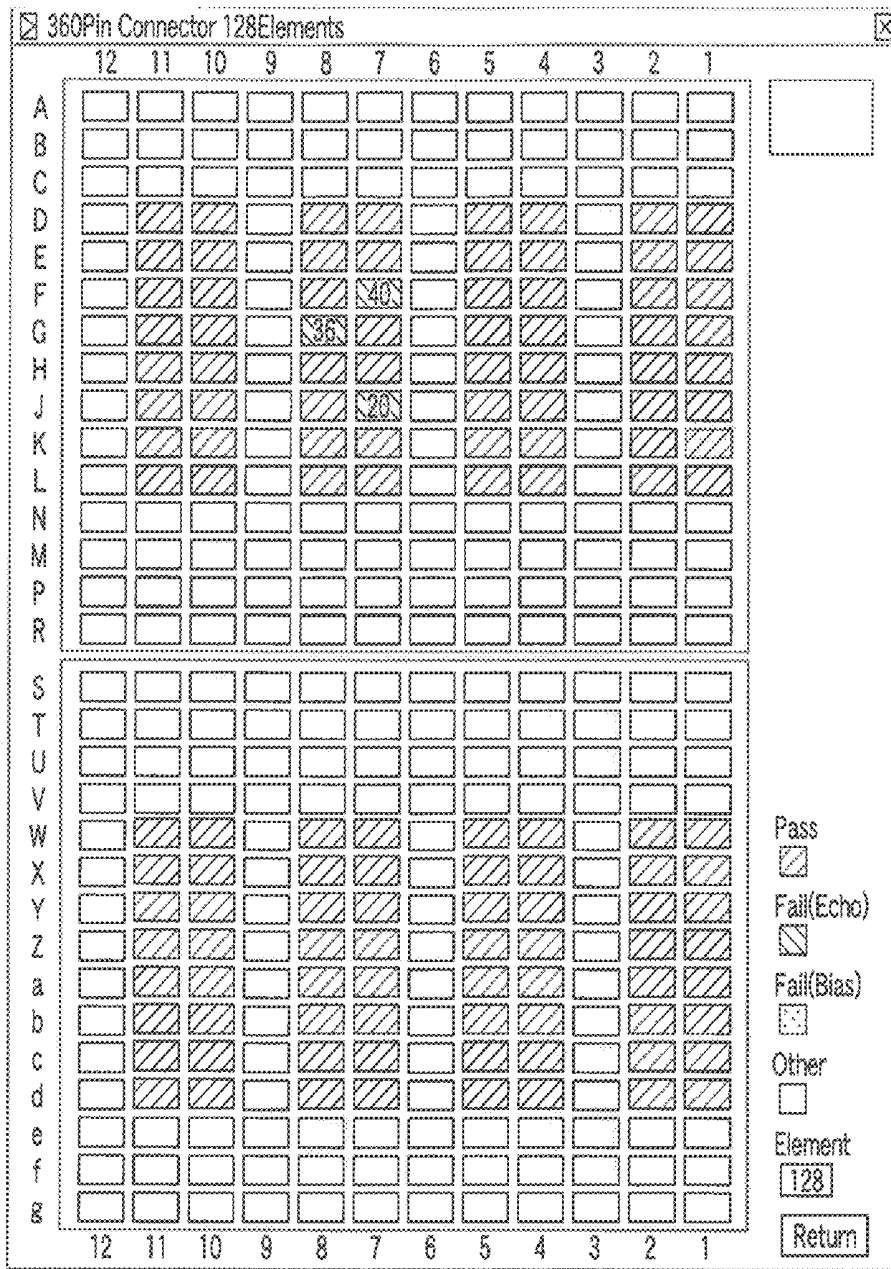 360Pin Connector 128Elements
12 11 10 9 8 7 6 5 4 3 2 1
A
B
C
D
E
F 40
G 36
H
J 20
K
L
N
M
P
R
S
T
U
V
W
X
Y
Z
a
b
c
d
e
f
g
12 11 10 9 8 7 6 5 4 3 2 1
Pass
Fail(Echo)
Fail(Bias)
Other
Element
128
Return